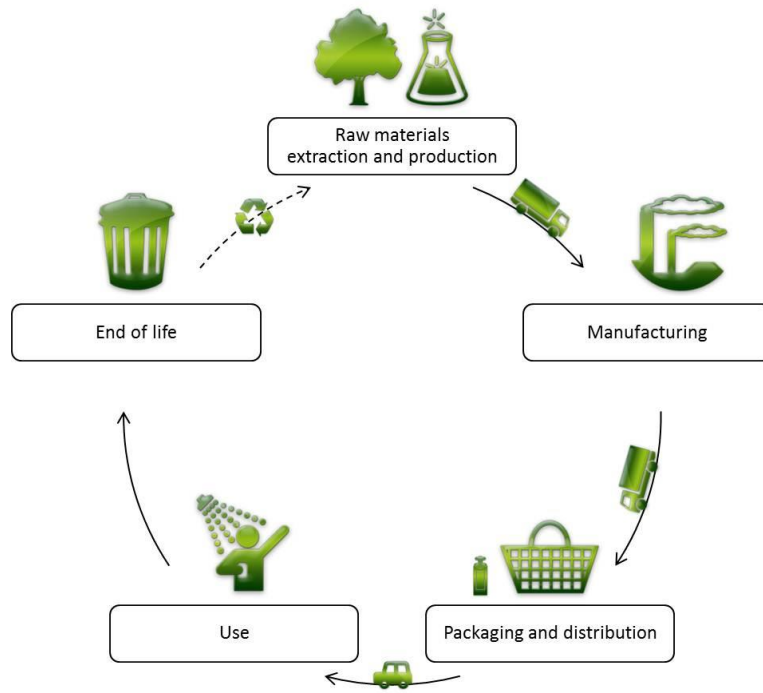 Raw materials
extraction and production
Manufacturing
Packaging and distribution
Use
End of life